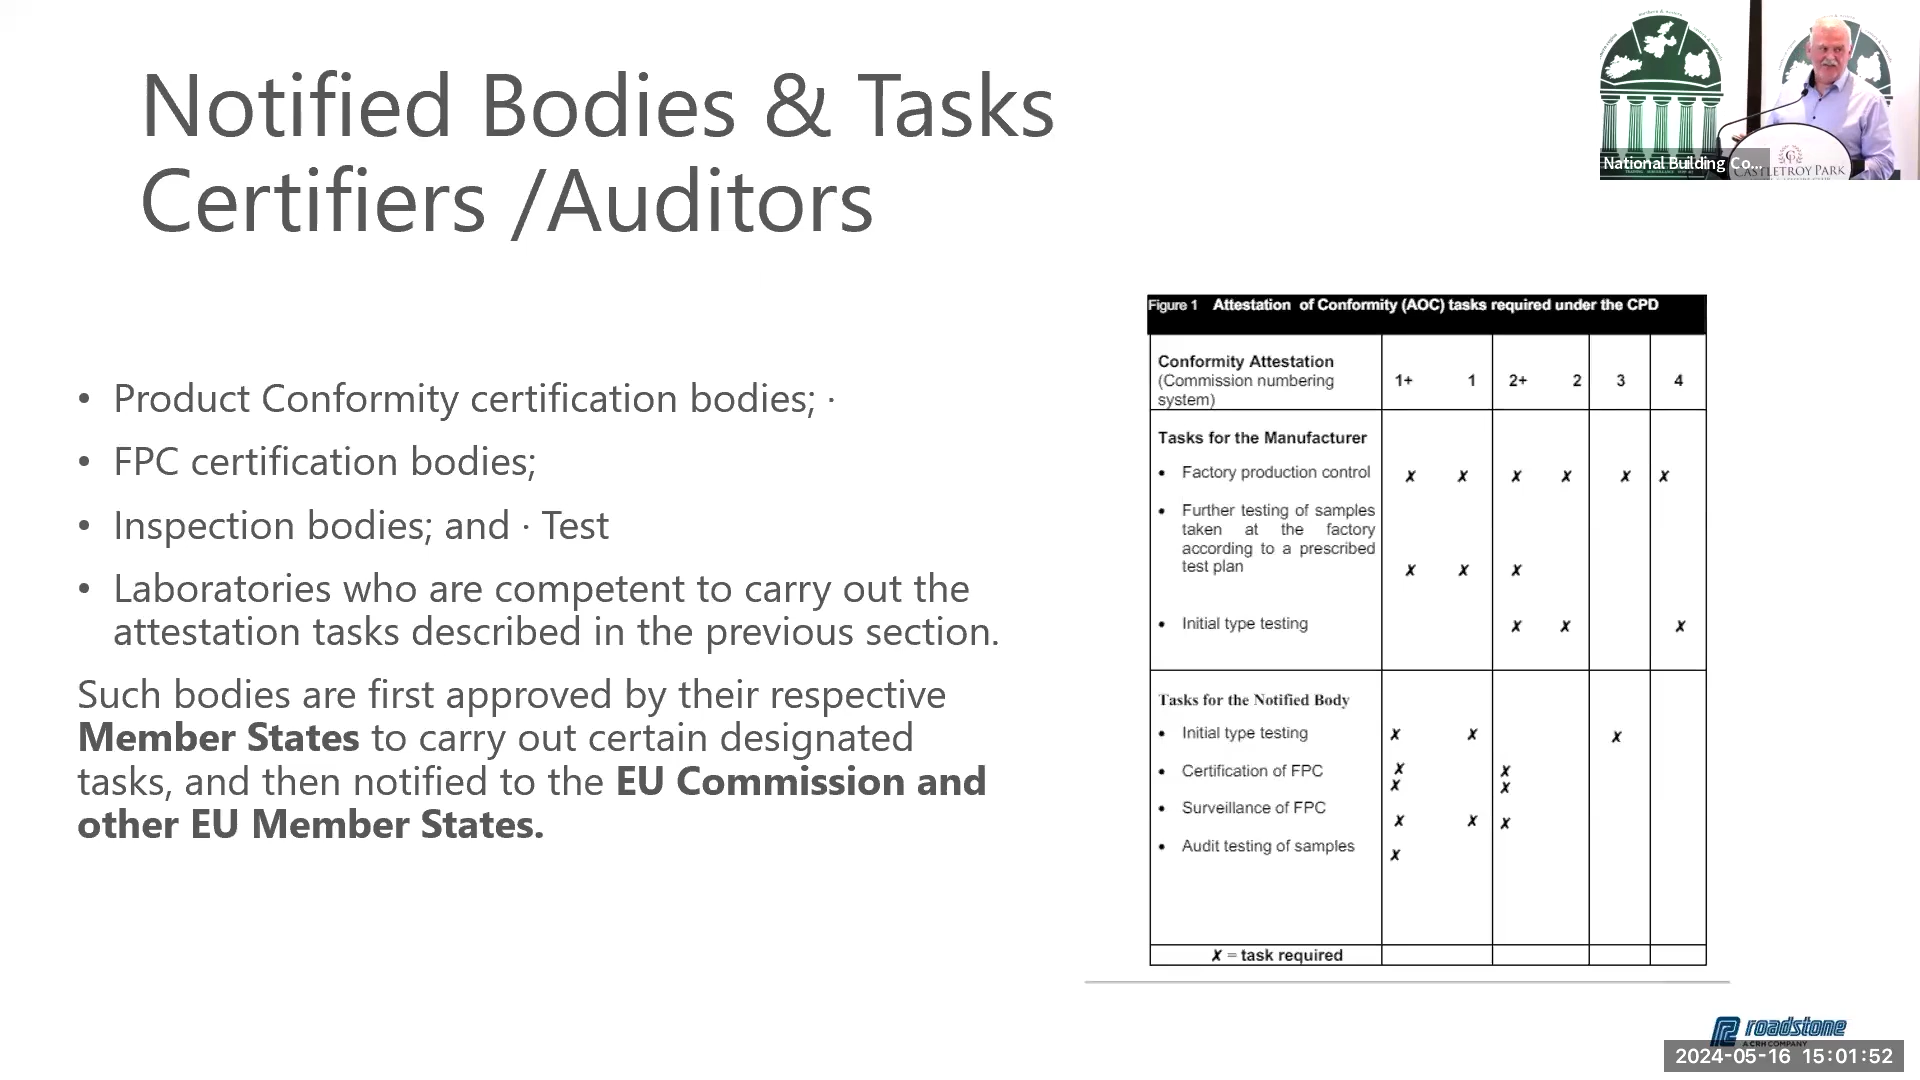 Notified Bodies & Tasks
Certifiers /Auditors
• Product Conformity certification bodies; ·
• FPC certification bodies;
• Inspection bodies; and · Test
• Laboratories who are competent to carry out the
attestation tasks described in the previous section.
Such bodies are first approved by their respective
Member States to carry out certain designated
tasks, and then notified to the EU Commission and
other EU Member States.
National Building Co...
CASTLETROY PARK
Figure 1 Attestation of Conformity (AOC) tasks required under the CPD
Conformity Attestation
(Commission numbering
system)
1+ 1 2+ 2 3 4
Tasks for the Manufacturer
• Factory production control ✗ ✗ ✗ ✗ ✗ ✗
• Further testing of samples
taken at the factory
according to a prescribed
test plan ✗ ✗ ✗
• Initial type testing ✗ ✗ ✗
Tasks for the Notified Body
• Initial type testing ✗ ✗ ✗
• Certification of FPC ✗ ✗
✗ ✗
• Surveillance of FPC
✗ ✗ ✗
• Audit testing of samples
✗
✗ = task required
roadstone
A CRH COMPANY
2024-05-16 15:01:52